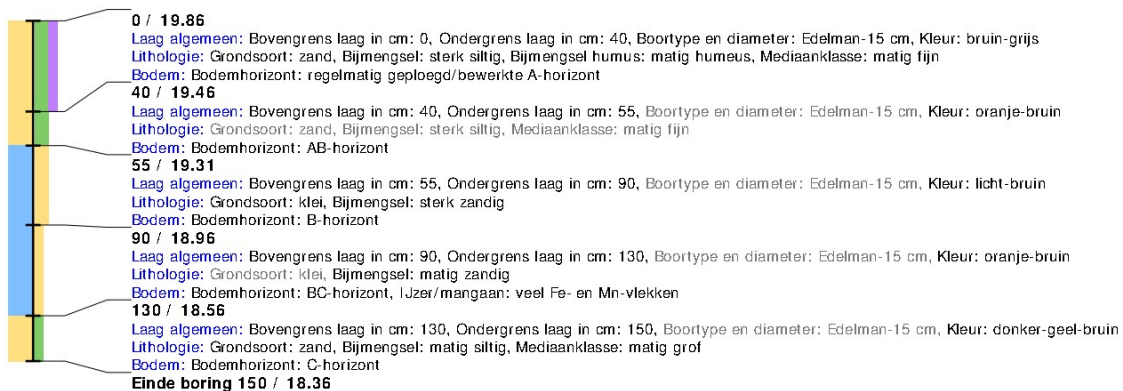 0 / 19.86
Laag algemeen: Bovengrens laag in cm: 0, Ondergrens laag in cm: 40, Boortype en diameter: Edelman-15 cm, Kleur: bruin-grijs
Lithologie: Grondsoort: zand, Bijmengsel: sterk siltig, Bijmengsel humus: matig humeus, Mediaanklasse: matig fijn
Bodem: Bodemhorizont: regelmatig geploegd/bewerkte A-horizont
40 / 19.46
Laag algemeen: Bovengrens laag in cm: 40, Ondergrens laag in cm: 55, Boortype en diameter: Edelman-15 cm, Kleur: oranje-bruin
Lithologie: Grondsoort: zand, Bijmengsel: sterk siltig, Mediaanklasse: matig fijn
Bodem: Bodemhorizont: AB-horizont
55 / 19.31
Laag algemeen: Bovengrens laag in cm: 55, Ondergrens laag in cm: 90, Boortype en diameter: Edelman-15 cm, Kleur: licht-bruin
Lithologie: Grondsoort: klei, Bijmengsel: sterk zandig
Bodem: Bodemhorizont: B-horizont
90 / 18.96
Laag algemeen: Bovengrens laag in cm: 90, Ondergrens laag in cm: 130, Boortype en diameter: Edelman-15 cm, Kleur: oranje-bruin
Lithologie: Grondsoort: klei, Bijmengsel: matig zandig
Bodem: Bodemhorizont: BC-horizont, IJzer/mangaan: veel Fe- en Mn-vlekken
130 / 18.56
Laag algemeen: Bovengrens laag in cm: 130, Ondergrens laag in cm: 150, Boortype en diameter: Edelman-15 cm, Kleur: donker-geel-bruin
Lithologie: Grondsoort: zand, Bijmengsel: matig siltig, Mediaanklasse: matig grof
Bodem: Bodemhorizont: C-horizont
Einde boring 150 / 18.36